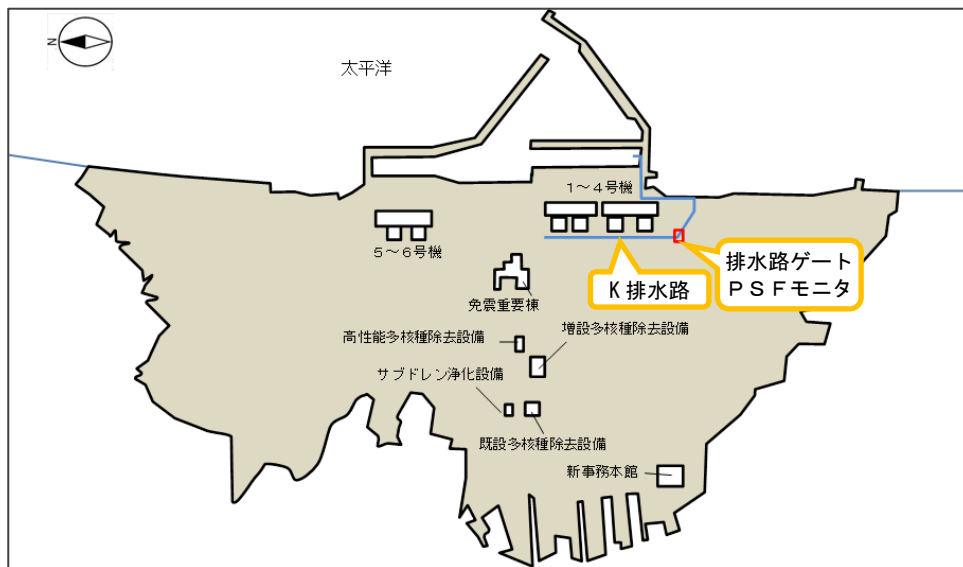 N
太平洋
1～4号機
5～6号機
K排水路
排水路ゲート
PSFモニタ
免震重要棟
高性能多核種除去設備
増設多核種除去設備
サブドレン浄化設備
既設多核種除去設備
新事務本館